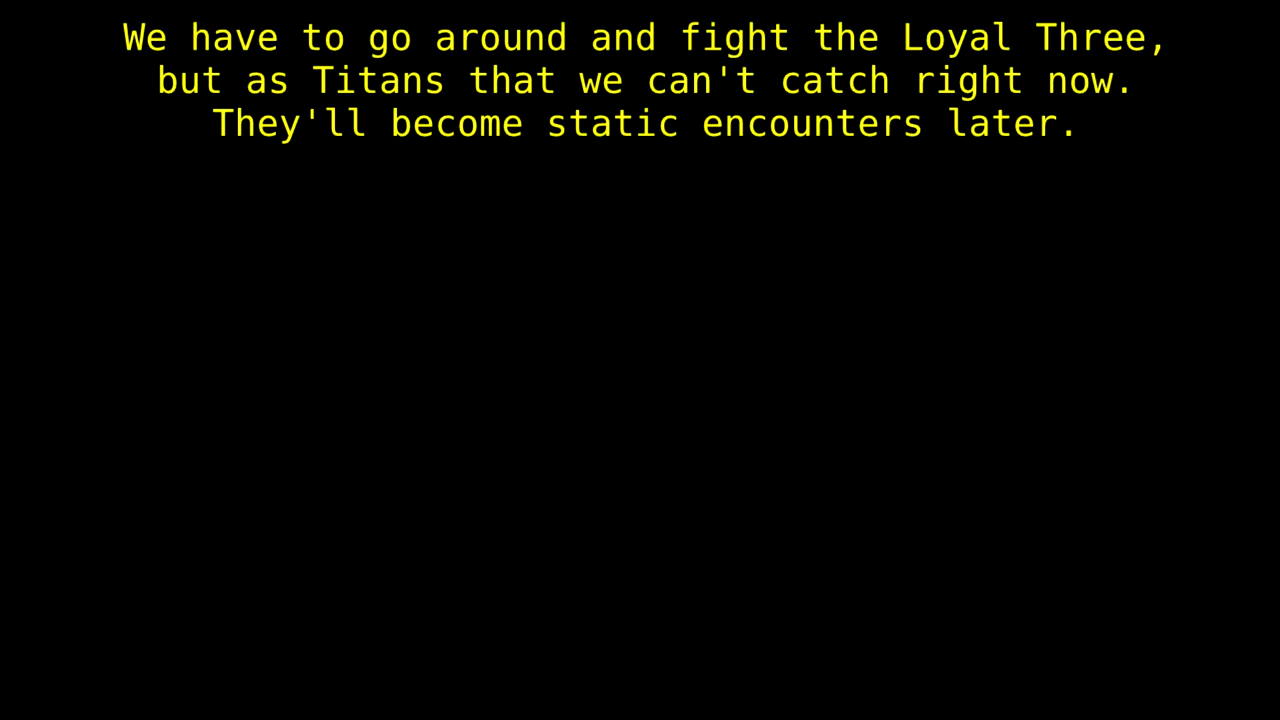 We have to go around and fight the Loyal Three,
but as Titans that we can't catch right now.
They'll become static encounters later.